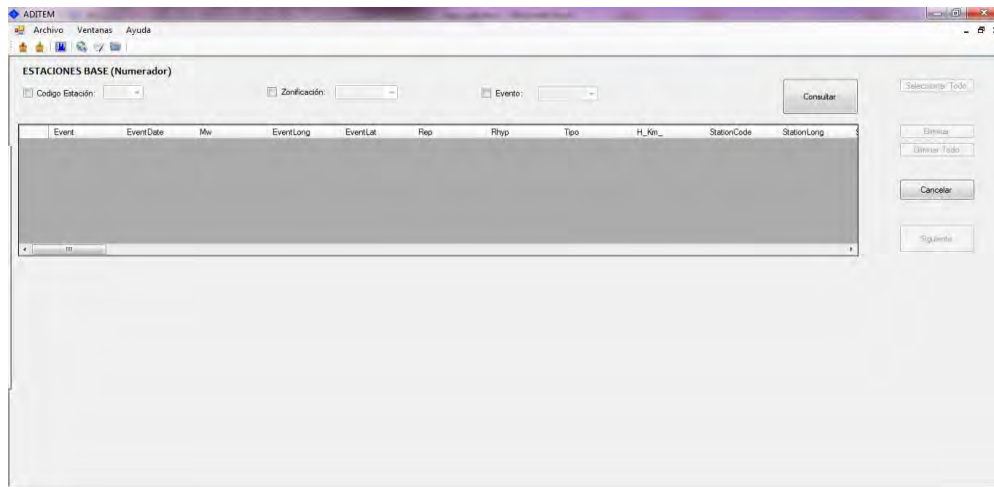 ADITEM
Archivo Ventanas Ayuda
ESTACIONES BASE (Numerador)
Codigo Estación: Zonificación: Evento: Consultar Seleccionar Todo
Event EventDate Mw EventLong EventLat Rep Rhyp Tipo H_Km_ StationCode StationLong S
Eliminar
Eliminar Todo
Cancelar
Siguiente